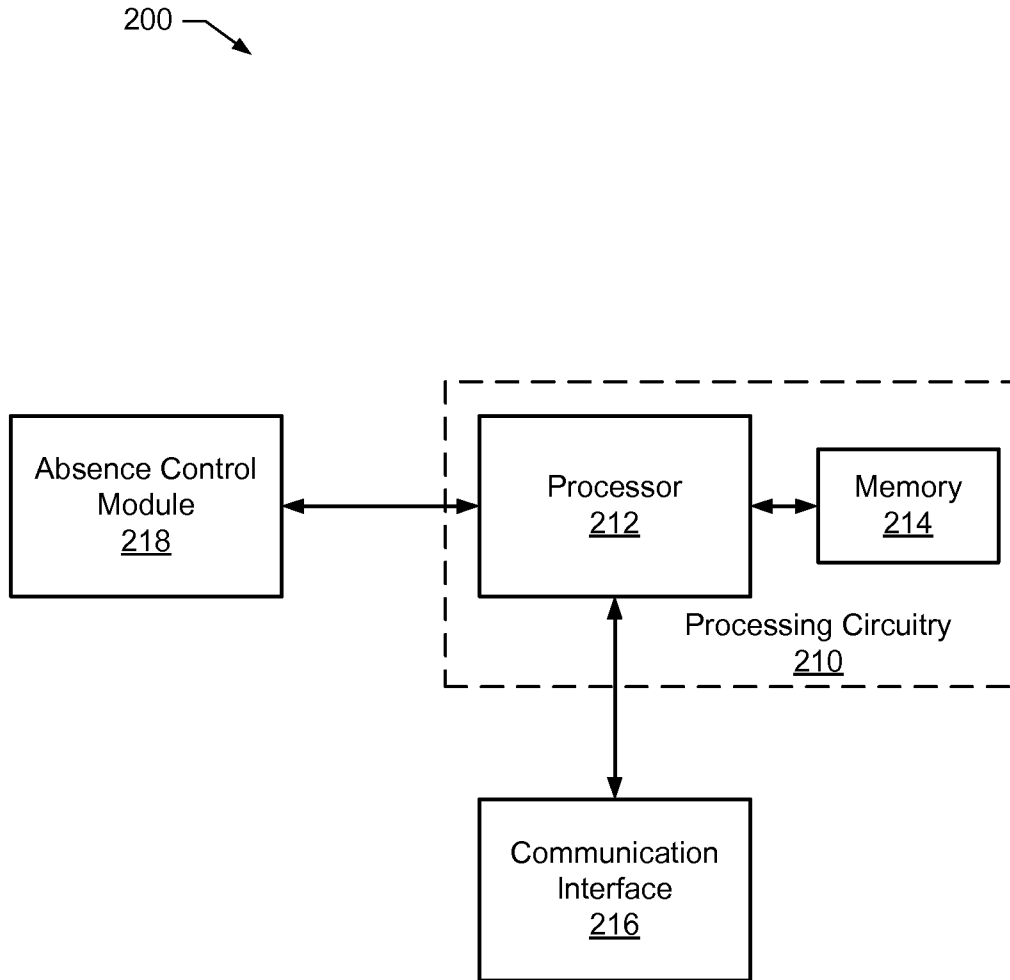 200
Absence Control
Module
218
Processor
212
Memory
214
Processing Circuitry
210
Communication
Interface
216